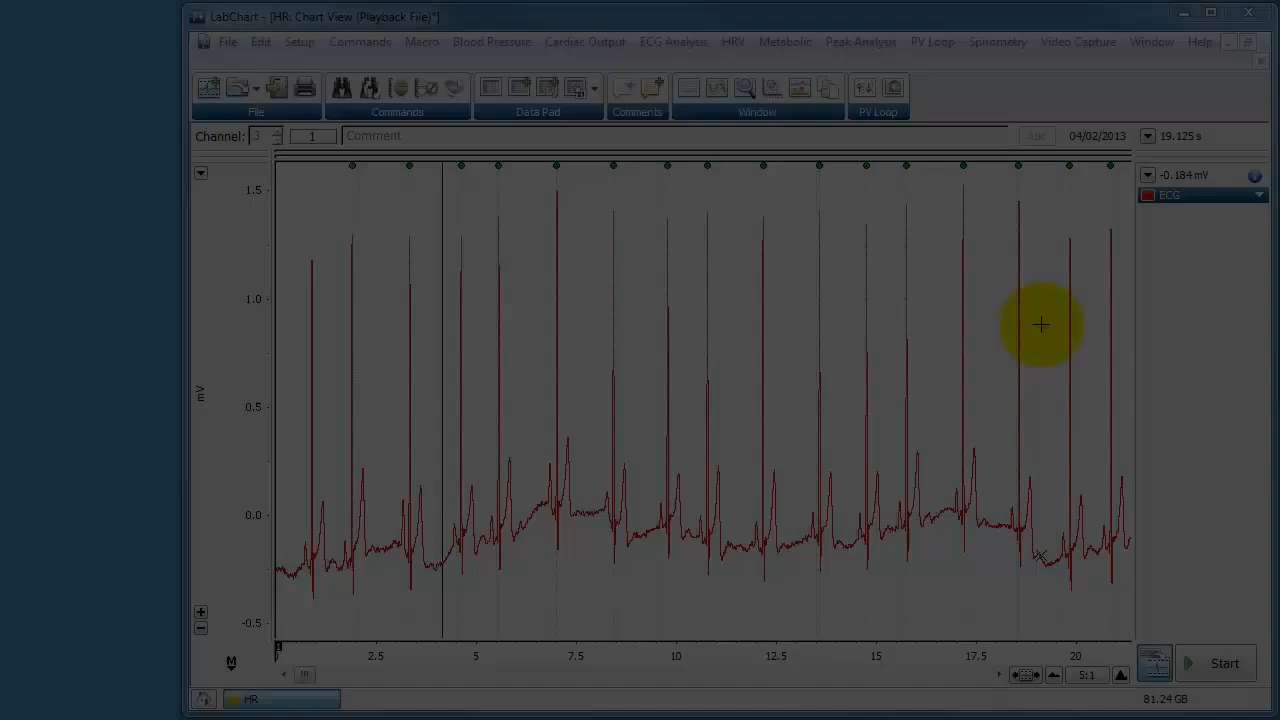 LabChart - [HR: Chart View (Playback File)*]
File Edit Setup Commands Macro Blood Pressure Cardiac Output ECG Analysis HRV Metabolic Peak Analysis PV Loop Spirometry Video Capture Window Help
File Commands Data Pad Comments Window PV Loop
Channel: 3 1 Comment Add 04/02/2013 19.125 s
-0.184 mV
ECG
1.5
1.0
0.5
mV
0.0
-0.5
M
1
2.5 5 7.5 10 12.5 15 17.5 20
5:1 Start
HR 81.24 GB